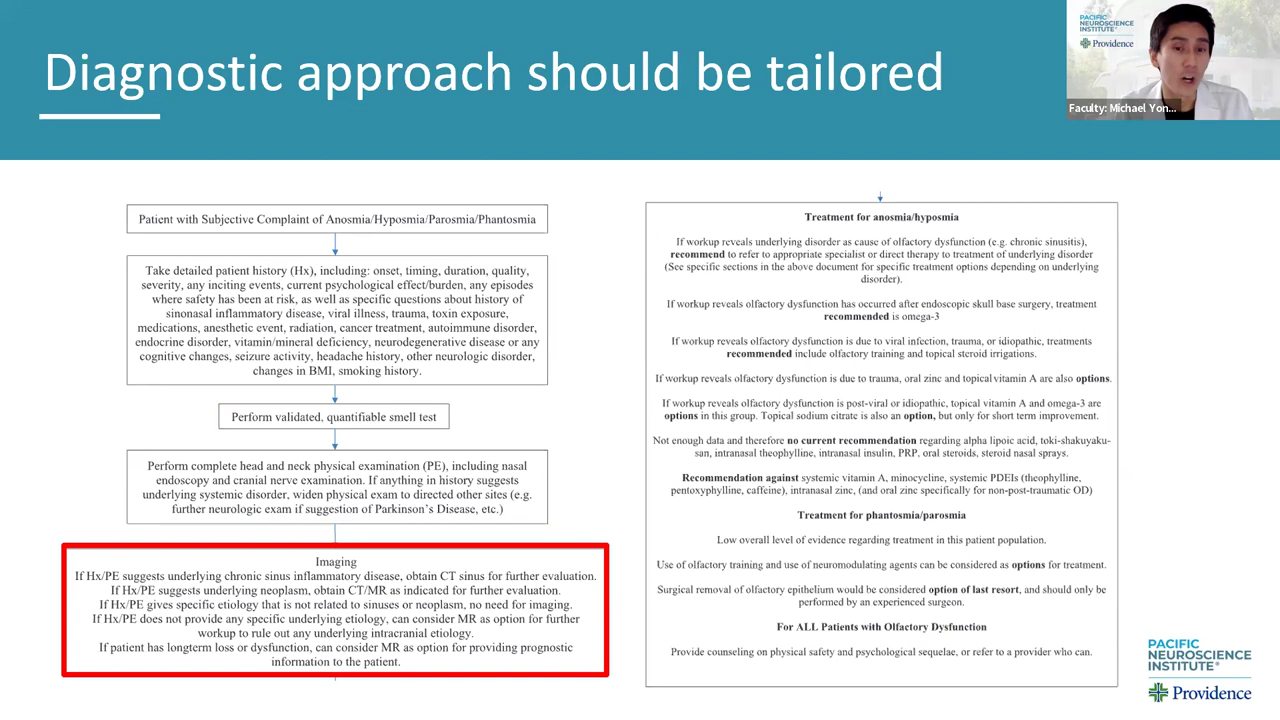 Diagnostic approach should be tailored
PACIFIC
NEUROSCIENCE
INSTITUTE®
Providence
Faculty: Michael Yon...
Patient with Subjective Complaint of Anosmia/Hyposmia/Parosmia/Phantosmia
Take detailed patient history (Hx), including: onset, timing, duration, quality,
severity, any inciting events, current psychological effect/burden, any episodes
where safety has been at risk, as well as specific questions about history of
sinonasal inflammatory disease, viral illness, trauma, toxin exposure,
medications, anesthetic event, radiation, cancer treatment, autoimmune disorder,
endocrine disorder, vitamin/mineral deficiency, neurodegenerative disease or any
cognitive changes, seizure activity, headache history, other neurologic disorder,
changes in BMI, smoking history.
Perform validated, quantifiable smell test
Perform complete head and neck physical examination (PE), including nasal
endoscopy and cranial nerve examination. If anything in history suggests
underlying systemic disorder, widen physical exam to directed other sites (e.g.
further neurologic exam if suggestion of Parkinson's Disease, etc.)
Imaging
If Hx/PE suggests underlying chronic sinus inflammatory disease, obtain CT sinus for further evaluation.
If Hx/PE suggests underlying neoplasm, obtain CT/MR as indicated for further evaluation.
If Hx/PE gives specific etiology that is not related to sinuses or neoplasm, no need for imaging.
If Hx/PE does not provide any specific underlying etiology, can consider MR as option for further
workup to rule out any underlying intracranial etiology.
If patient has longterm loss or dysfunction, can consider MR as option for providing prognostic
information to the patient.
Treatment for anosmia/hyposmia
If workup reveals underlying disorder as cause of olfactory dysfunction (e.g. chronic sinusitis),
recommend to refer to appropriate specialist or direct therapy to treatment of underlying disorder
(See specific sections in the above document for specific treatment options depending on underlying
disorder).
If workup reveals olfactory dysfunction has occurred after endoscopic skull base surgery, treatment
recommended is omega-3
If workup reveals olfactory dysfunction is due to viral infection, trauma, or idiopathic, treatments
recommended include olfactory training and topical steroid irrigations.
If workup reveals olfactory dysfunction is due to trauma, oral zinc and topical vitamin A are also options.
If workup reveals olfactory dysfunction is post-viral or idiopathic, topical vitamin A and omega-3 are
options in this group. Topical sodium citrate is also an option, but only for short term improvement.
Not enough data and therefore no current recommendation regarding alpha lipoic acid, toki-shakuyaku-
san, intranasal theophylline, intranasal insulin, PRP, oral steroids, steroid nasal sprays.
Recommendation against systemic vitamin A, minocycline, systemic PDEIs (theophylline,
pentoxyphylline, caffeine), intranasal zinc, (and oral zinc specifically for non-post-traumatic OD)
Treatment for phantosmia/parosmia
Low overall level of evidence regarding treatment in this patient population.
Use of olfactory training and use of neuromodulating agents can be considered as options for treatment.
Surgical removal of olfactory epithelium would be considered option of last resort, and should only be
performed by an experienced surgeon.
For ALL Patients with Olfactory Dysfunction
Provide counseling on physical safety and psychological sequelae, or refer to a provider who can.
PACIFIC
NEUROSCIENCE
INSTITUTE®
Providence